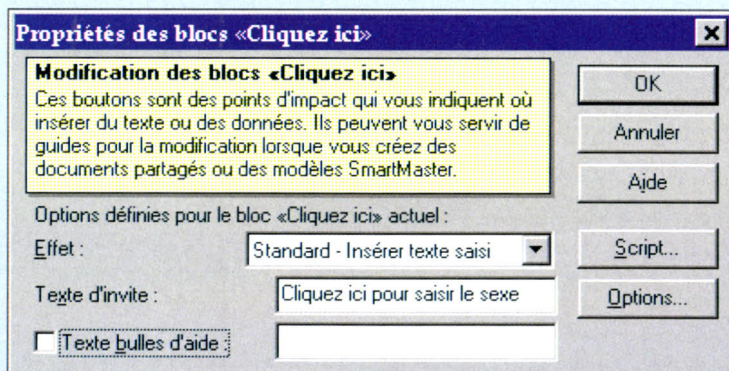 Propriétés des blocs «Cliquez ici»
Modification des blocs «Cliquez ici»
Ces boutons sont des points d'impact qui vous indiquent où
insérer du texte ou des données. Ils peuvent vous servir de
guides pour la modification lorsque vous créez des
documents partagés ou des modèles SmartMaster.
OK
Annuler
Aide
Options définies pour le bloc «Cliquez ici» actuel :
Effet : Standard - Insérer texte saisi
Script...
Texte d'invite : Cliquez ici pour saisir le sexe
Options...
Texte bulles d'aide :